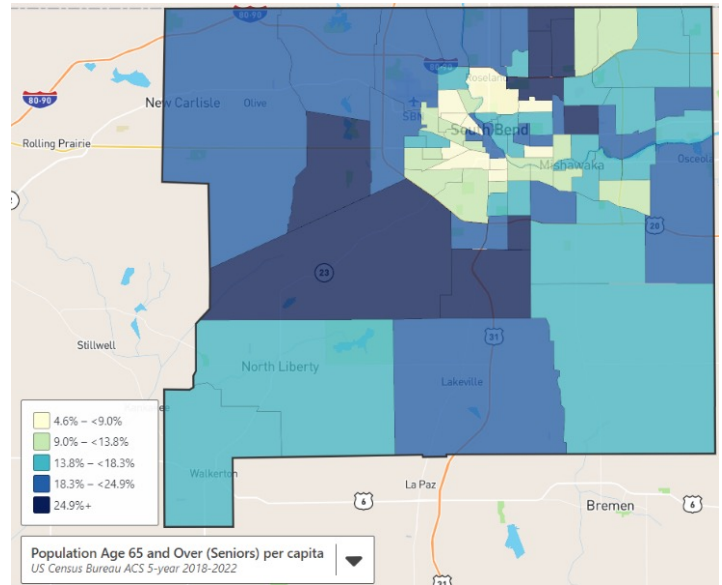 80-90
80-90
80-90
New Carlisle
Olive
SBN
Roseland
South Bend
Rolling Prairie
Mishawaka
Osceola
2
20
23
31
Stillwell
North Liberty
Lakeville
Walkerton
La Paz
6
Bremen
6
31
4.6% – <9.0%
9.0% – <13.8%
13.8% – <18.3%
18.3% – <24.9%
24.9%+
Population Age 65 and Over (Seniors) per capita
US Census Bureau ACS 5-year 2018-2022